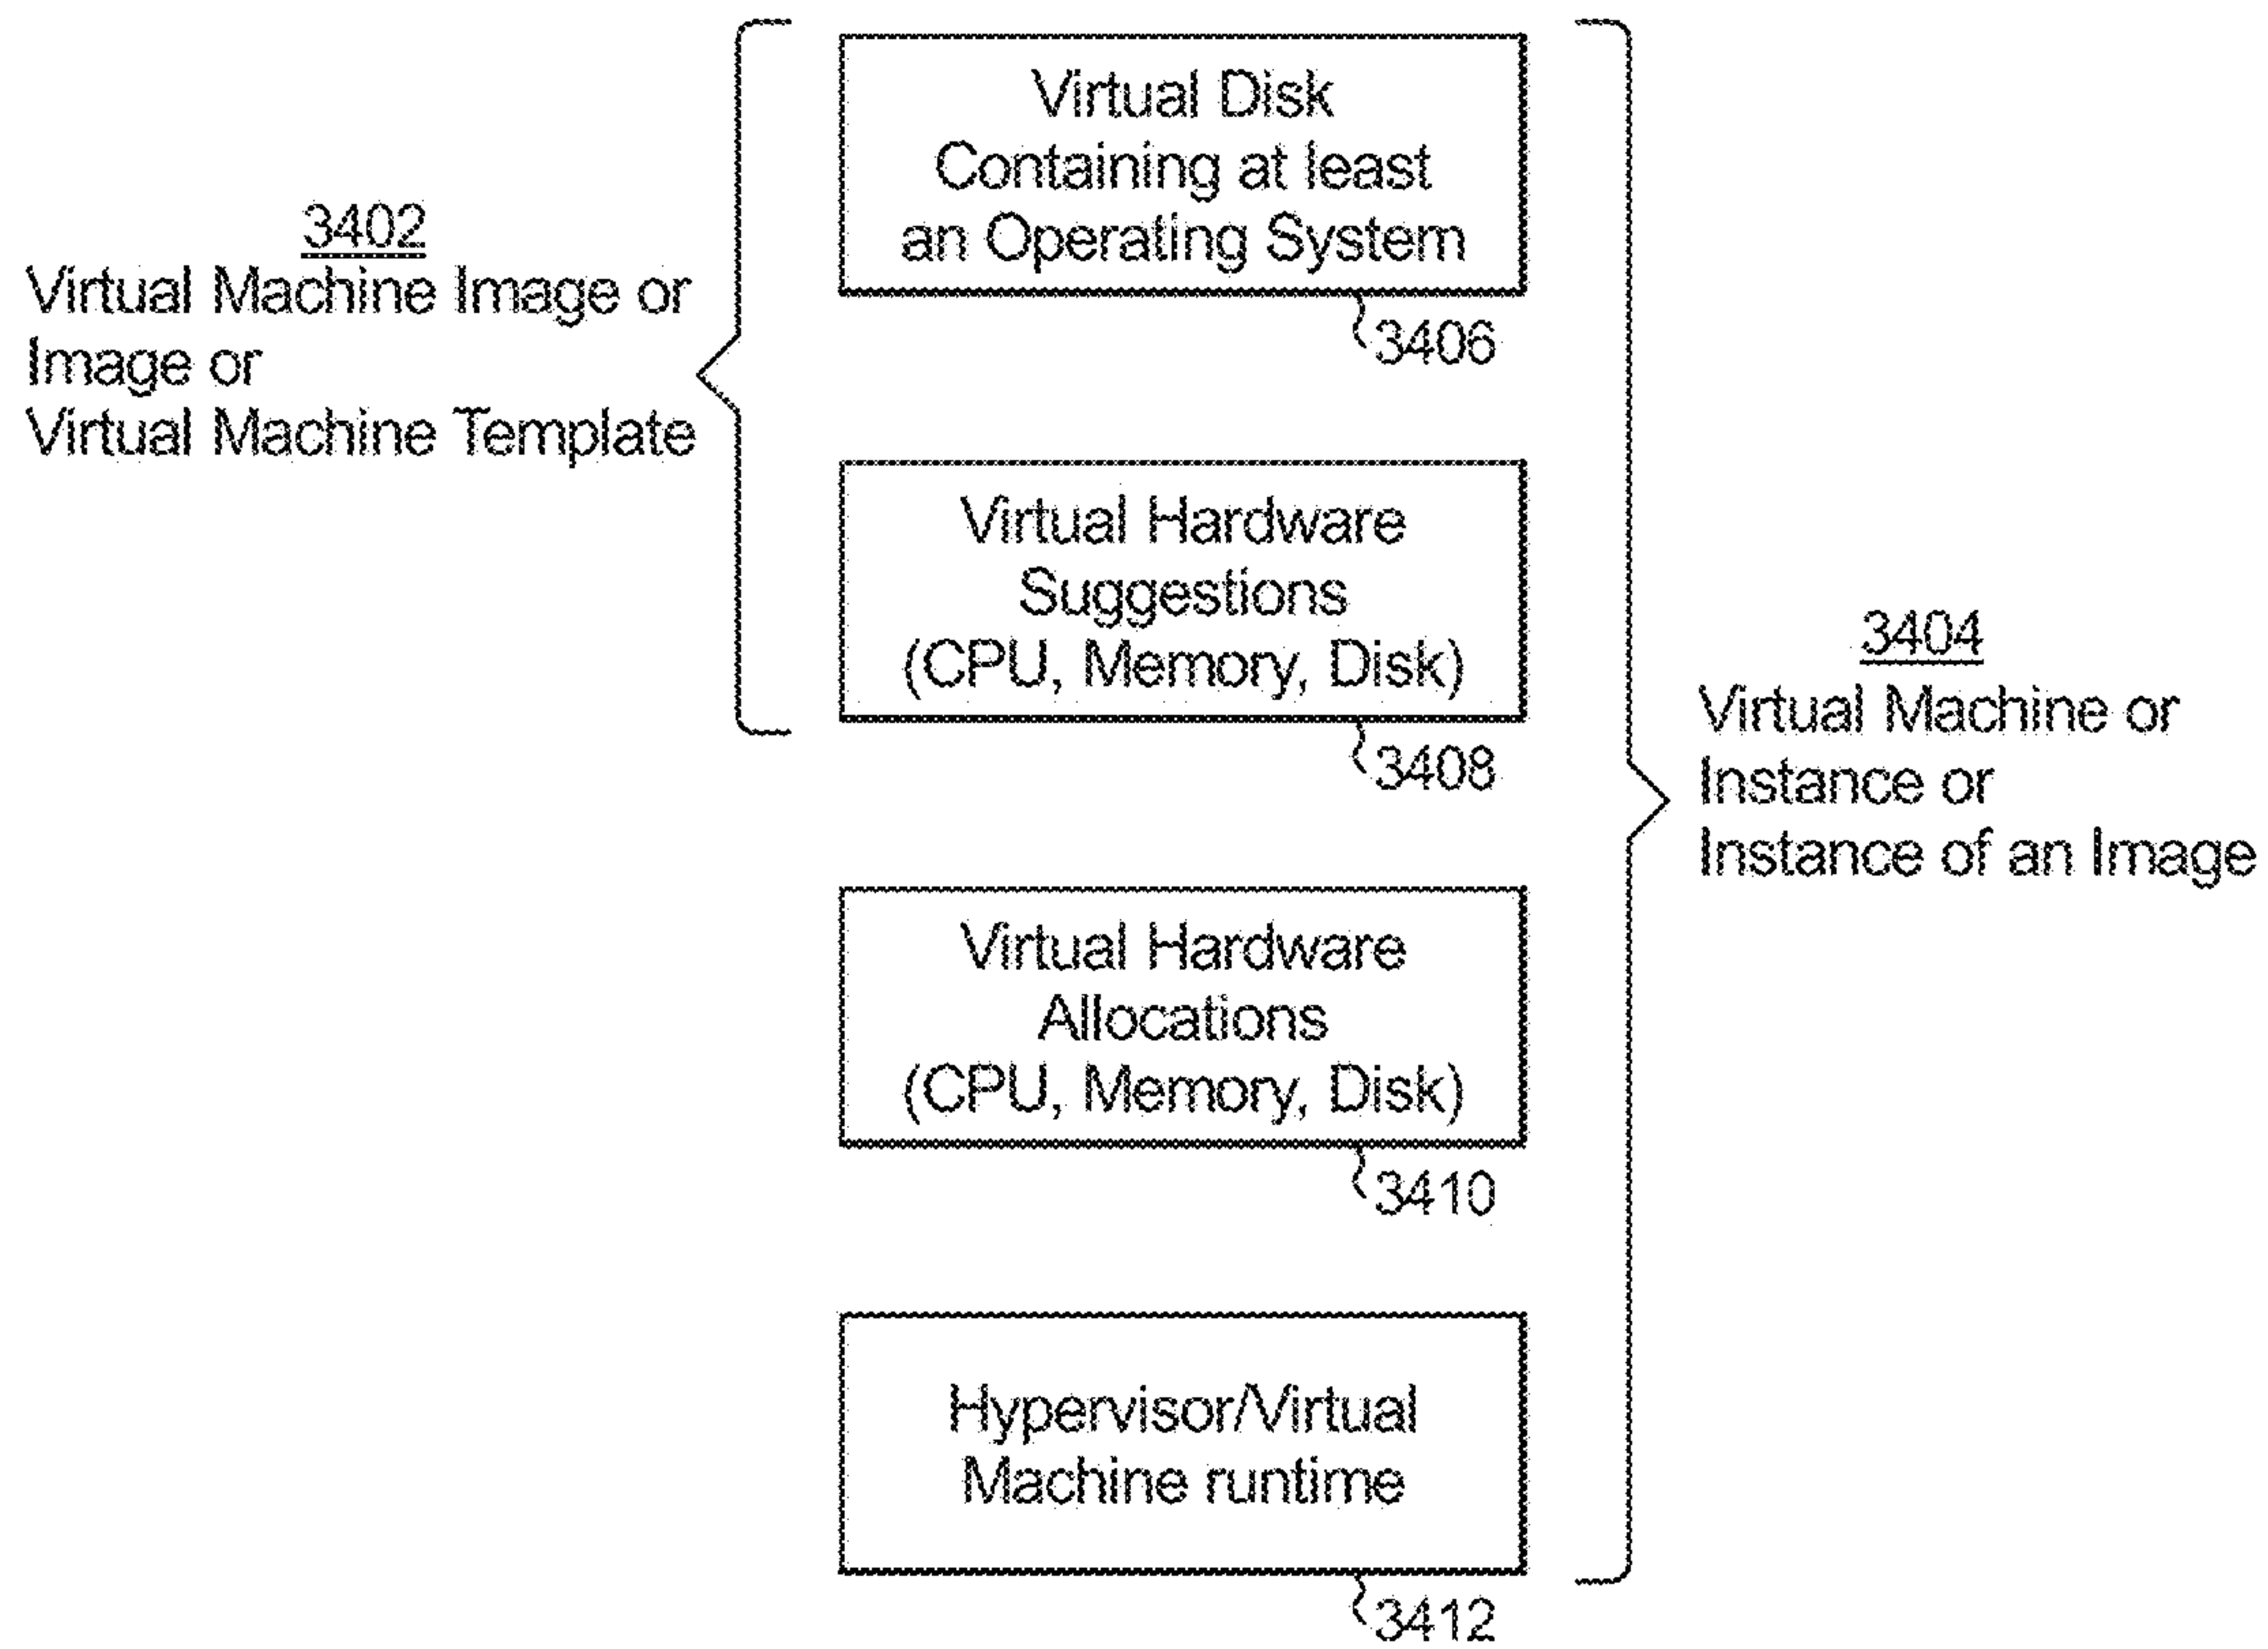 3402
Virtual Machine Image or
Image or
Virtual Machine Template
Virtual Disk
Containing at least
an Operating System
3406
Virtual Hardware
Suggestions
(CPU, Memory, Disk)
3408
Virtual Hardware
Allocations
(CPU, Memory, Disk)
3410
Hypervisor/Virtual
Machine runtime
3412
3404
Virtual Machine or
Instance or
Instance of an Image